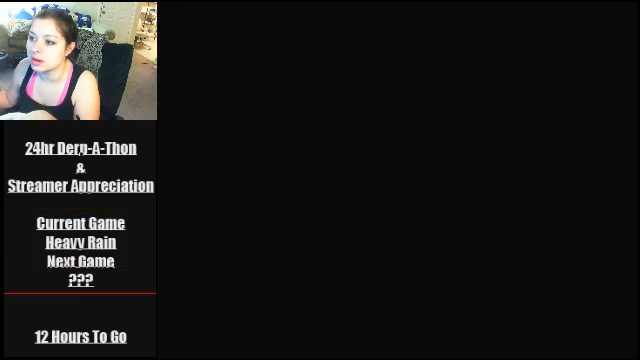 24hr Derp-A-Thon
&
Streamer Appreciation
Current Game
Heavy Rain
Next Game
???
12 Hours To Go